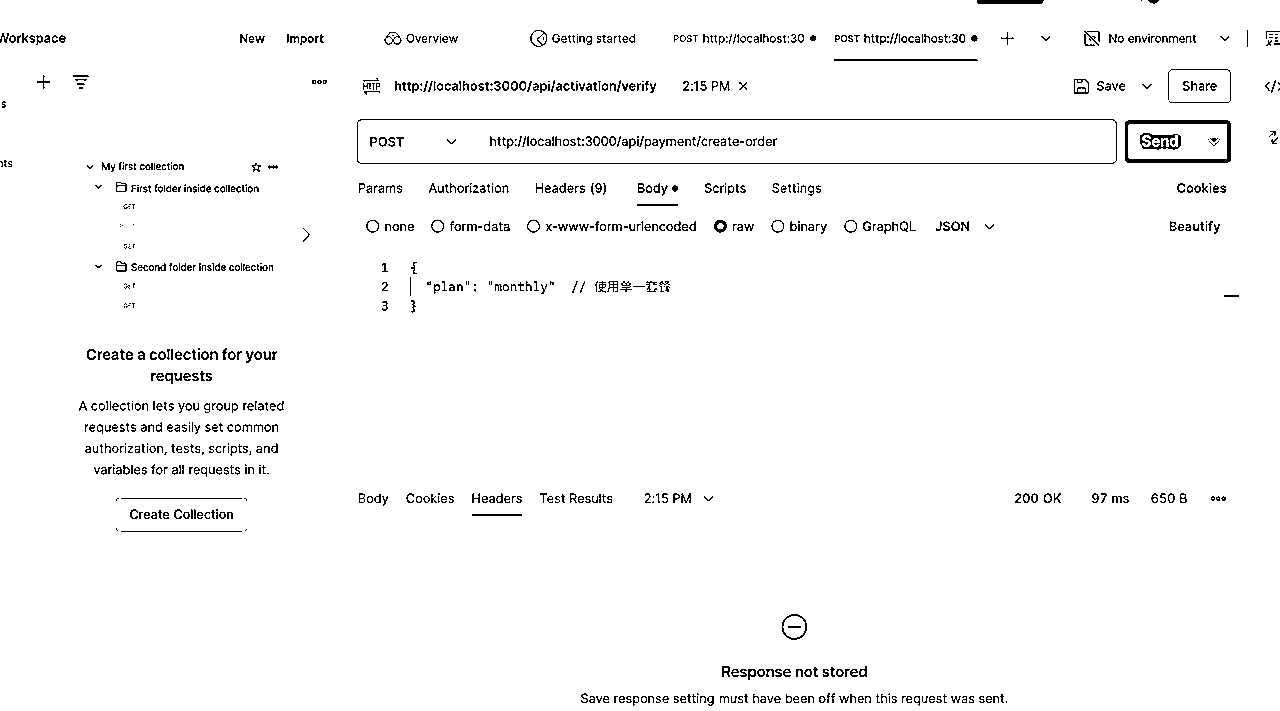 Workspace
New Import
Overview
Getting started
POST http://localhost:30
POST http://localhost:30
No environment
http://localhost:3000/api/activation/verify 2:15 PM
Save
Share
s
nts
POST http://localhost:3000/api/payment/create-order
Send
Params Authorization Headers (9) Body Scripts Settings Cookies
none form-data x-www-form-urlencoded raw binary GraphQL JSON Beautify
1 {
2 "plan": "monthly" // 使用单一套餐
3 }
My first collection
First folder inside collection
GET
GET
Second folder inside collection
GET
GET
Create a collection for your
requests
A collection lets you group related
requests and easily set common
authorization, tests, scripts, and
variables for all requests in it.
Create Collection
Body Cookies Headers Test Results 2:15 PM
200 OK 97 ms 650 B
Response not stored
Save response setting must have been off when this request was sent.